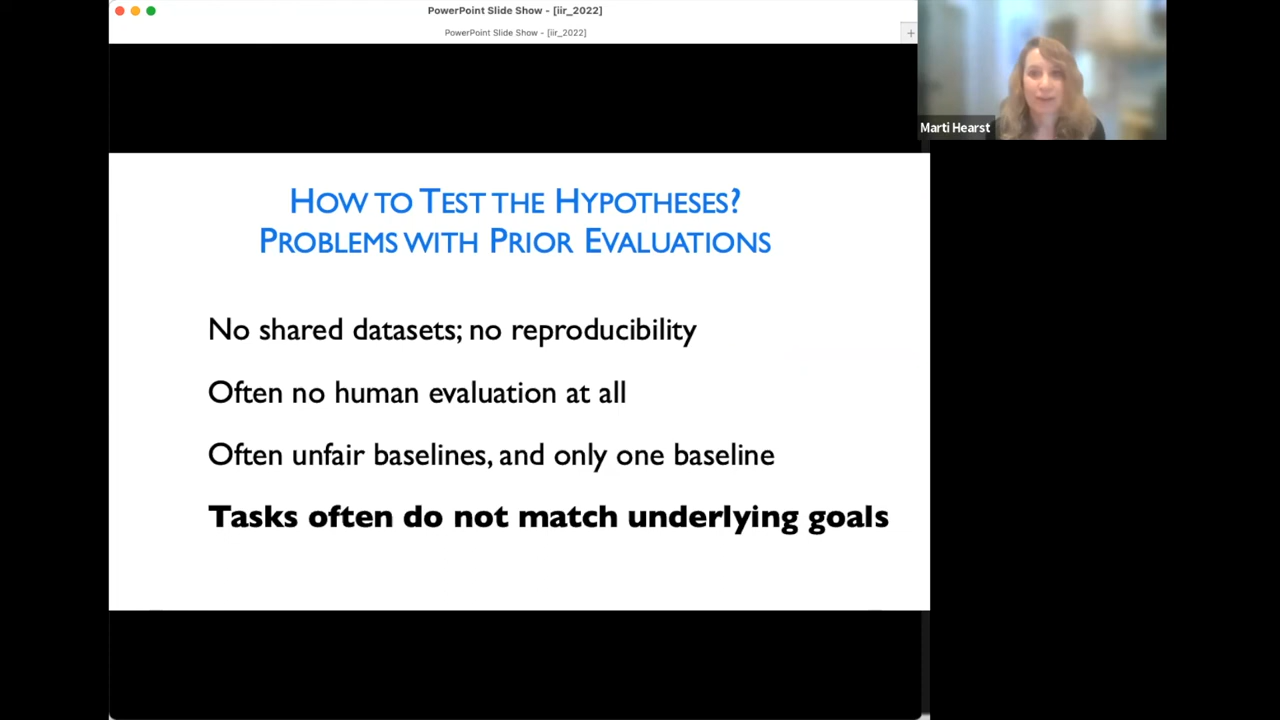 PowerPoint Slide Show - [iir_2022]
PowerPoint Slide Show - [iir_2022]
+
Marti Hearst
HOW TO TEST THE HYPOTHESES?
PROBLEMS WITH PRIOR EVALUATIONS
No shared datasets; no reproducibility
Often no human evaluation at all
Often unfair baselines, and only one baseline
Tasks often do not match underlying goals